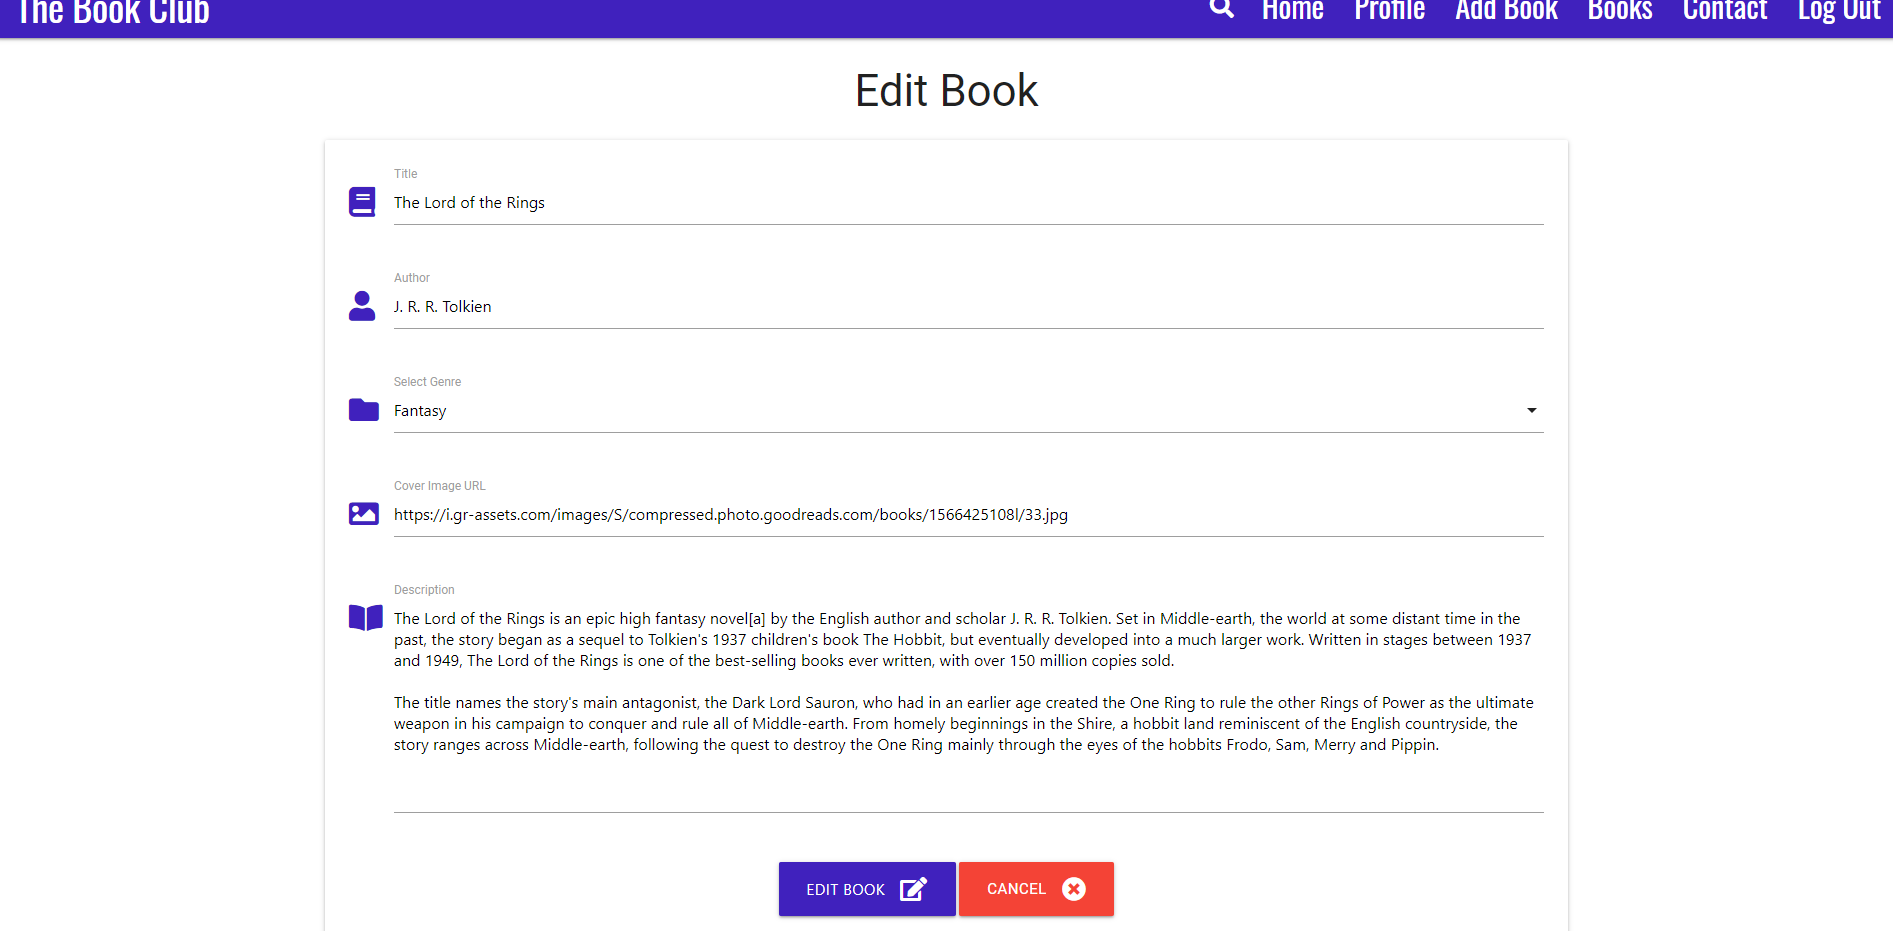 The Book Club
Home Profile Add Book Books Contact Log Out
Edit Book
Title
The Lord of the Rings
Author
J. R. R. Tolkien
Select Genre
Fantasy
Cover Image URL
https://i.gr-assets.com/images/S/compressed.photo.goodreads.com/books/1566425108l/33.jpg
Description
The Lord of the Rings is an epic high fantasy novel[a] by the English author and scholar J. R. R. Tolkien. Set in Middle-earth, the world at some distant time in the
past, the story began as a sequel to Tolkien's 1937 children's book The Hobbit, but eventually developed into a much larger work. Written in stages between 1937
and 1949, The Lord of the Rings is one of the best-selling books ever written, with over 150 million copies sold.
The title names the story's main antagonist, the Dark Lord Sauron, who had in an earlier age created the One Ring to rule the other Rings of Power as the ultimate
weapon in his campaign to conquer and rule all of Middle-earth. From homely beginnings in the Shire, a hobbit land reminiscent of the English countryside, the
story ranges across Middle-earth, following the quest to destroy the One Ring mainly through the eyes of the hobbits Frodo, Sam, Merry and Pippin.
EDIT BOOK
CANCEL